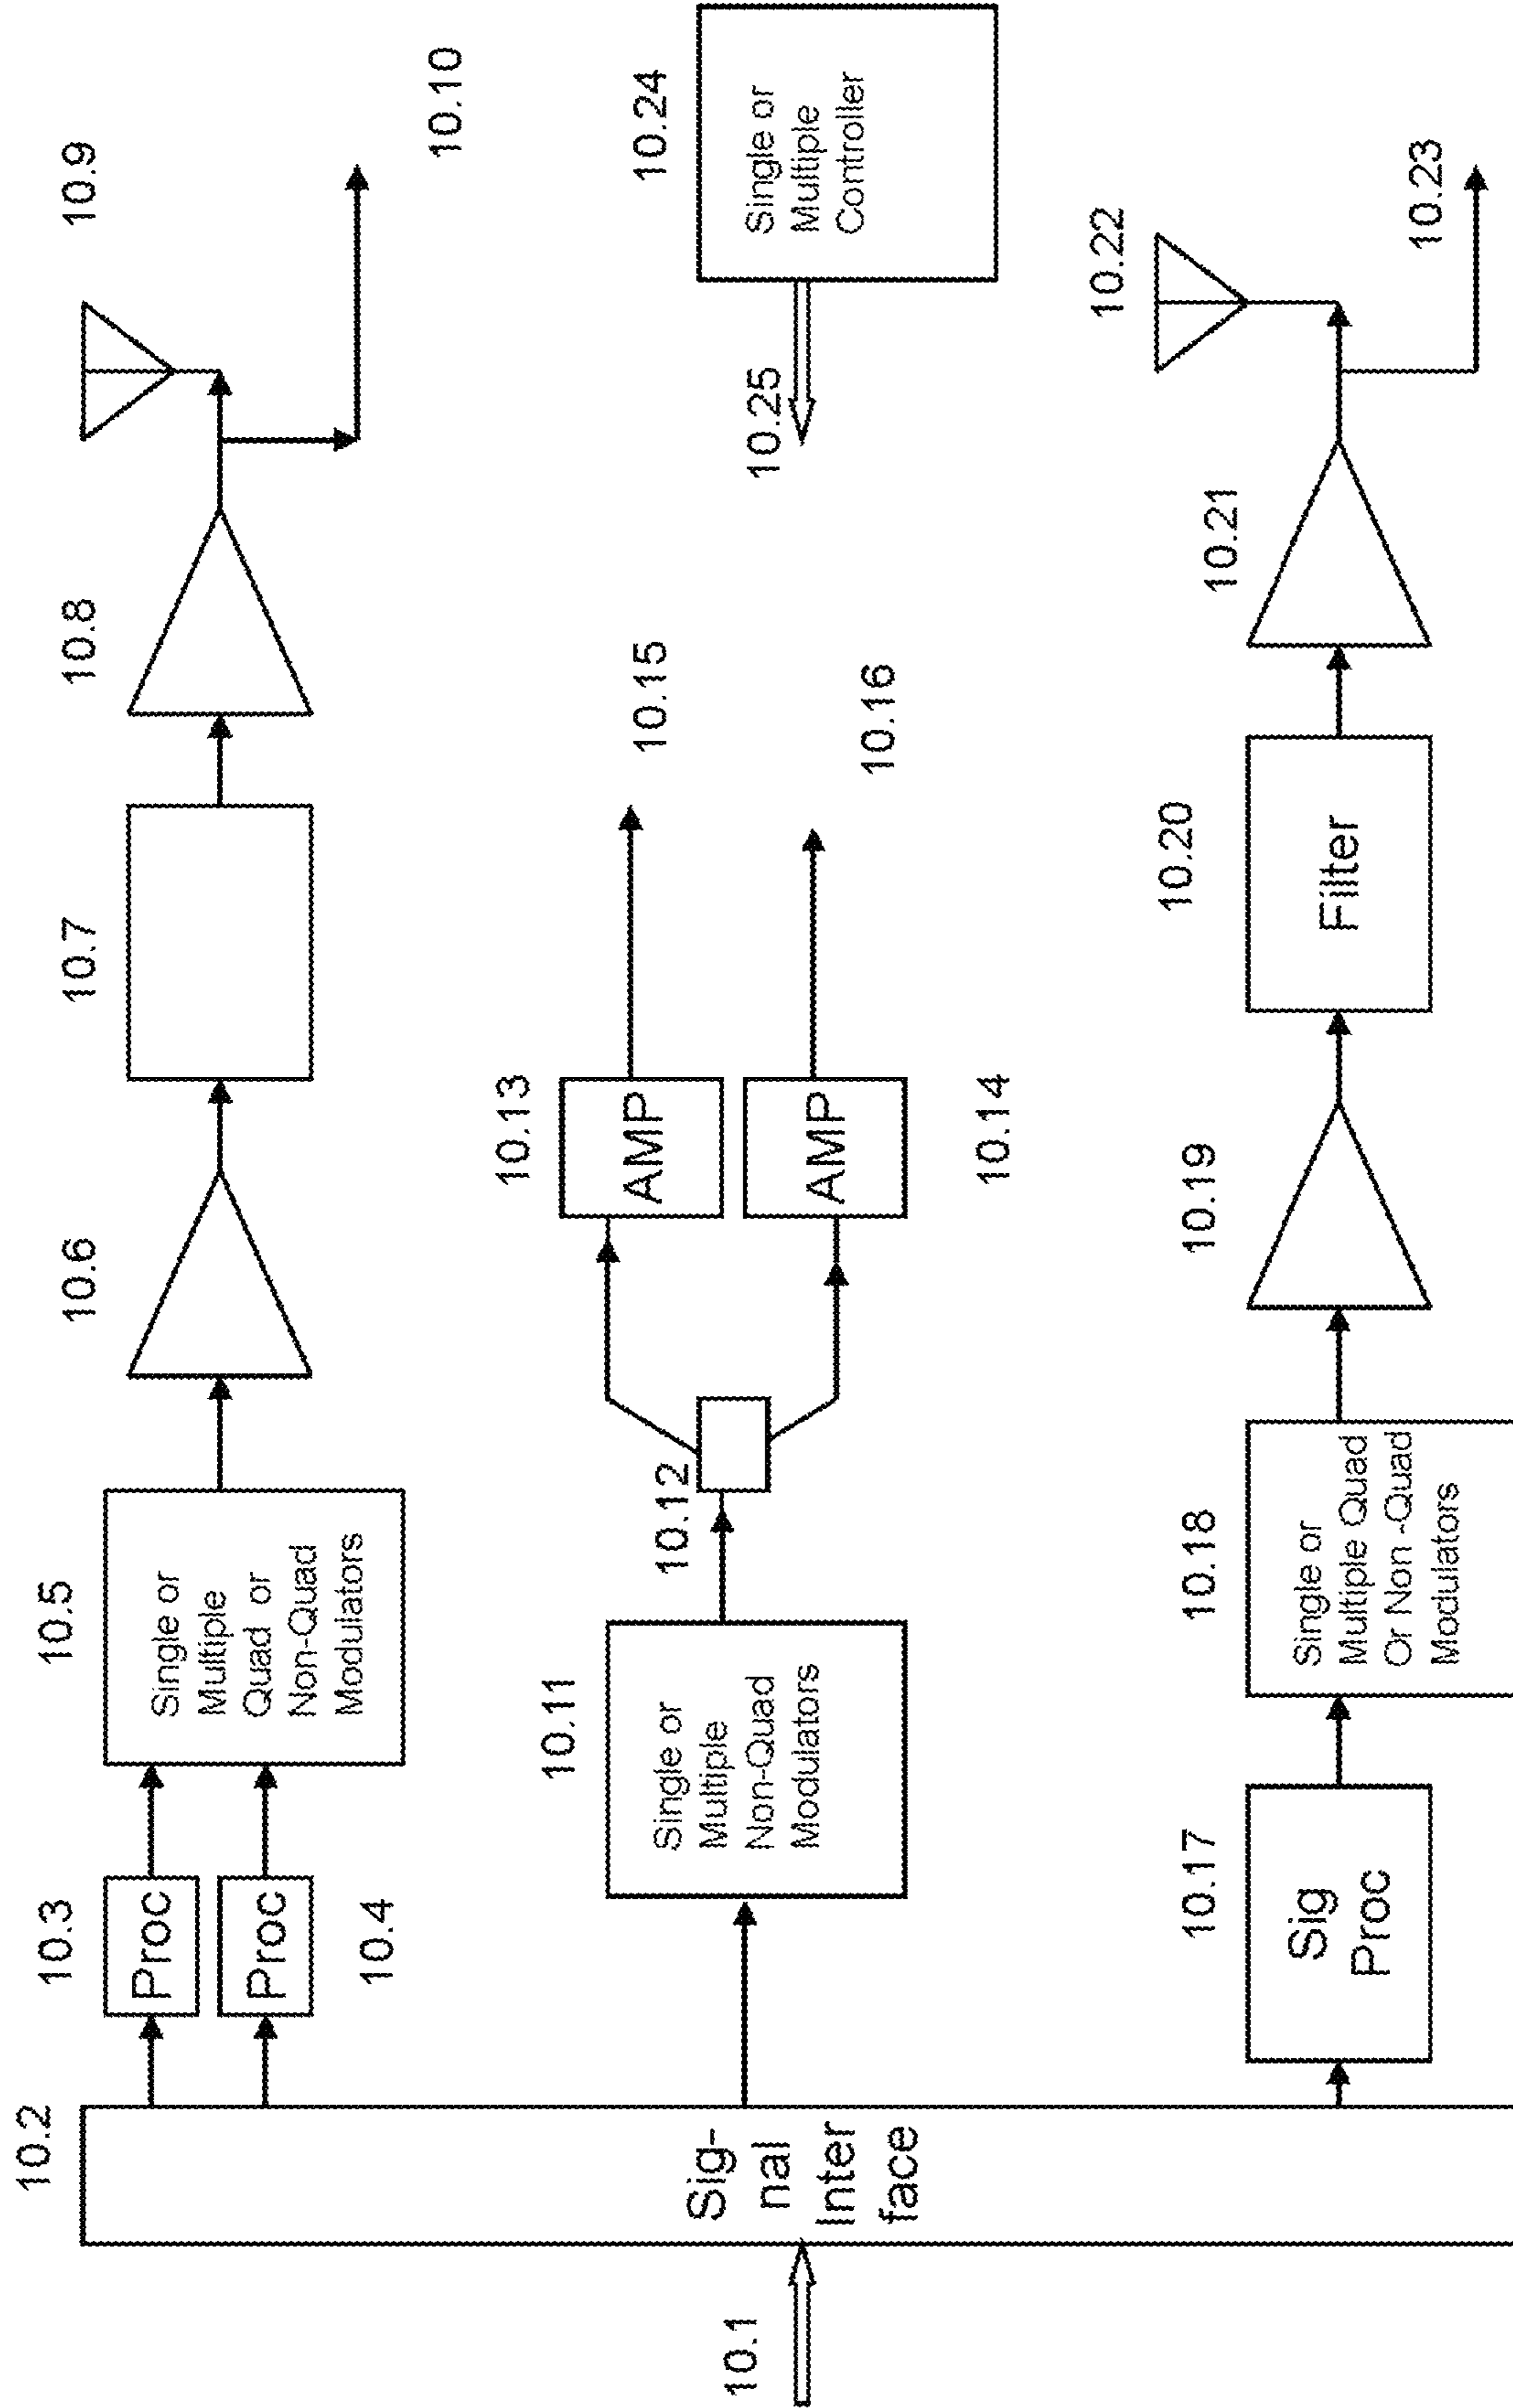 10.1
10.2
Sig-
nal
Inter
face
10.3
Proc
Proc
10.4
10.5
Single or
Multiple
Quad or
Non-Quad
Modulators
10.6
10.7
10.8
10.9
10.10
10.11
Single or
Multiple
Non-Quad
Modulators
10.12
10.13
AMP
AMP
10.14
10.15
10.16
10.24
Single or
Multiple
Controller
10.25
10.17
Sig
Proc
10.18
Single or
Multiple Quad
Or Non -Quad
Modulators
10.19
10.20
Filter
10.21
10.22
10.23